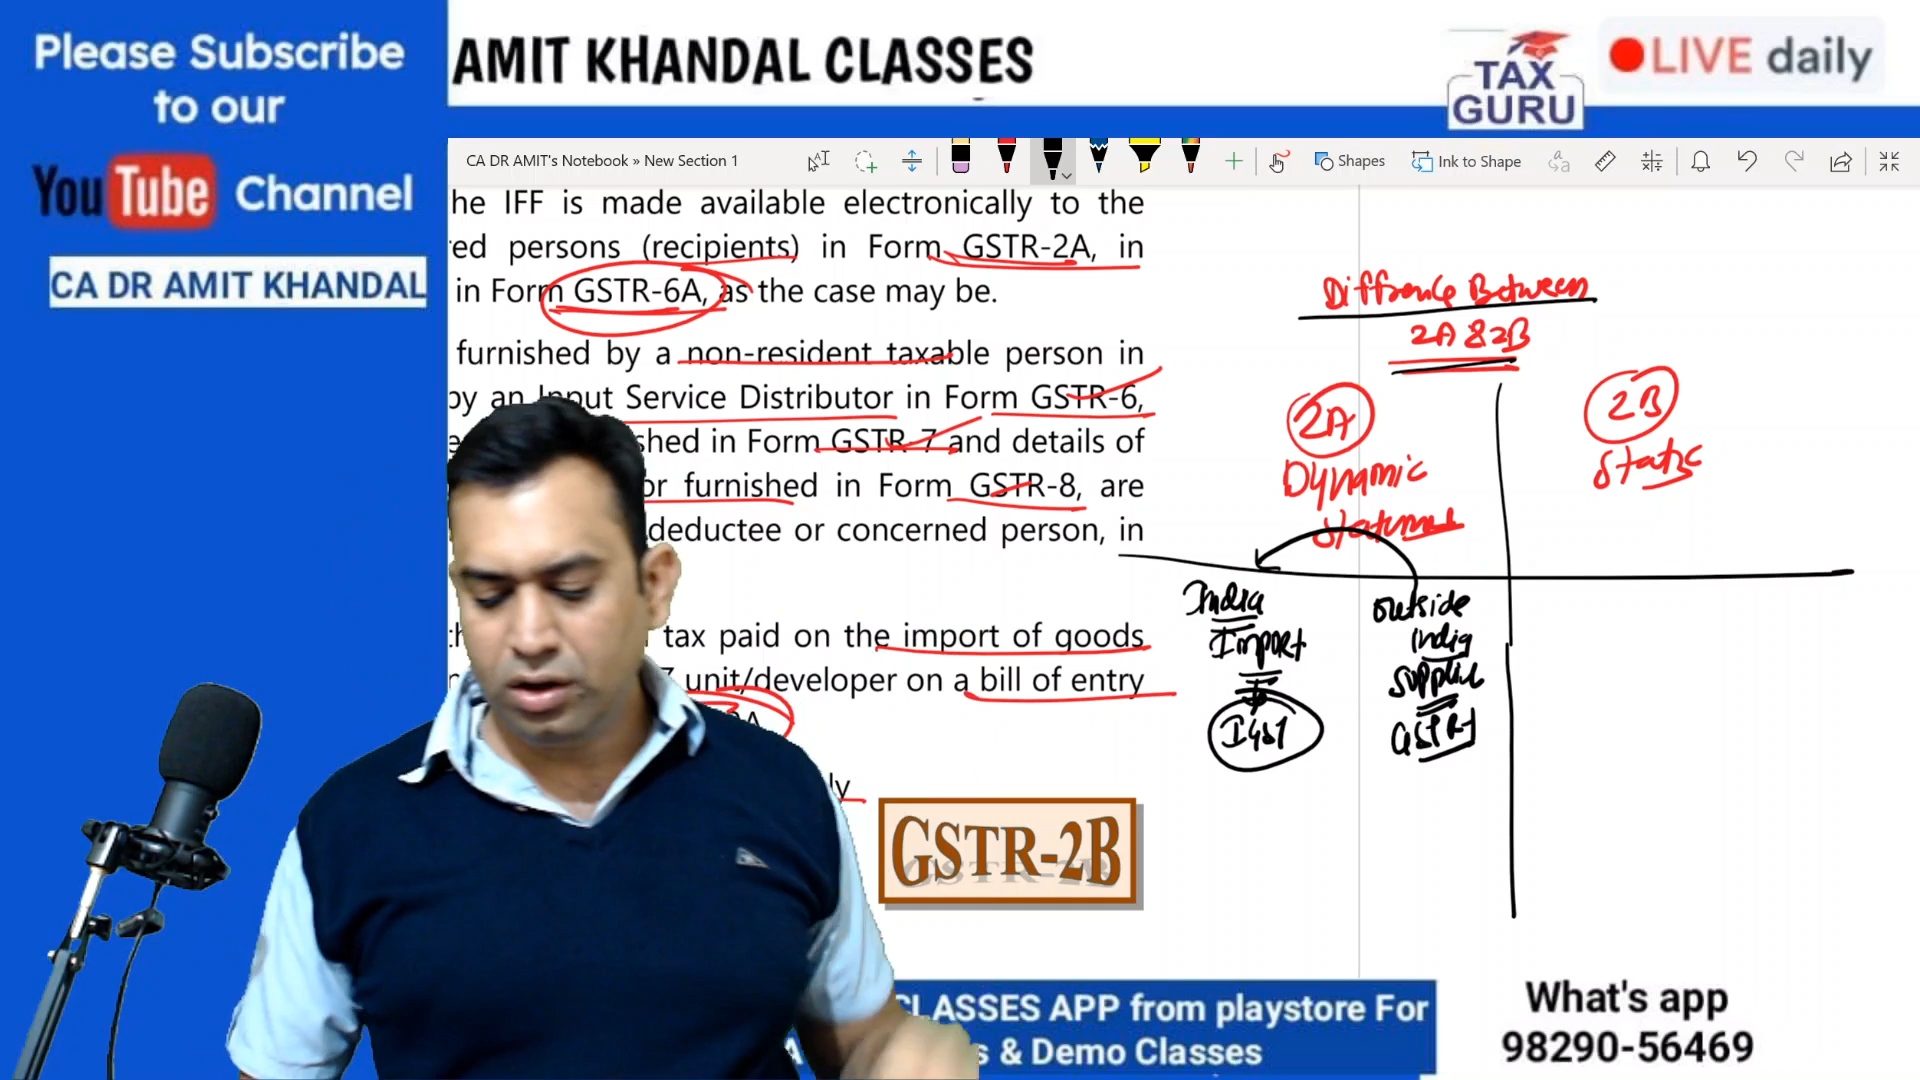 Please Subscribe
to our
YouTube Channel
CA DR AMIT KHANDAL
AMIT KHANDAL CLASSES
TAX
GURU
LIVE daily
CA DR AMIT's Notebook » New Section 1
Shapes
Ink to Shape
he IFF is made available electronically to the
ed persons (recipients) in Form GSTR-2A, in
in Form GSTR-6A, as the case may be.
furnished by a non-resident taxable person in
by an Input Service Distributor in Form GSTR-6,
shed in Form GSTR-7 and details of
or furnished in Form GSTR-8, are
deductee or concerned person, in
tax paid on the import of goods
unit/developer on a bill of entry
ly
GSTR-2B
Diffrence Between
2A & 2B
2A
Dynamic
2B
India
Import
IGST
outside
India
CLASSES APP from playstore For
s & Demo Classes
What's app
98290-56469